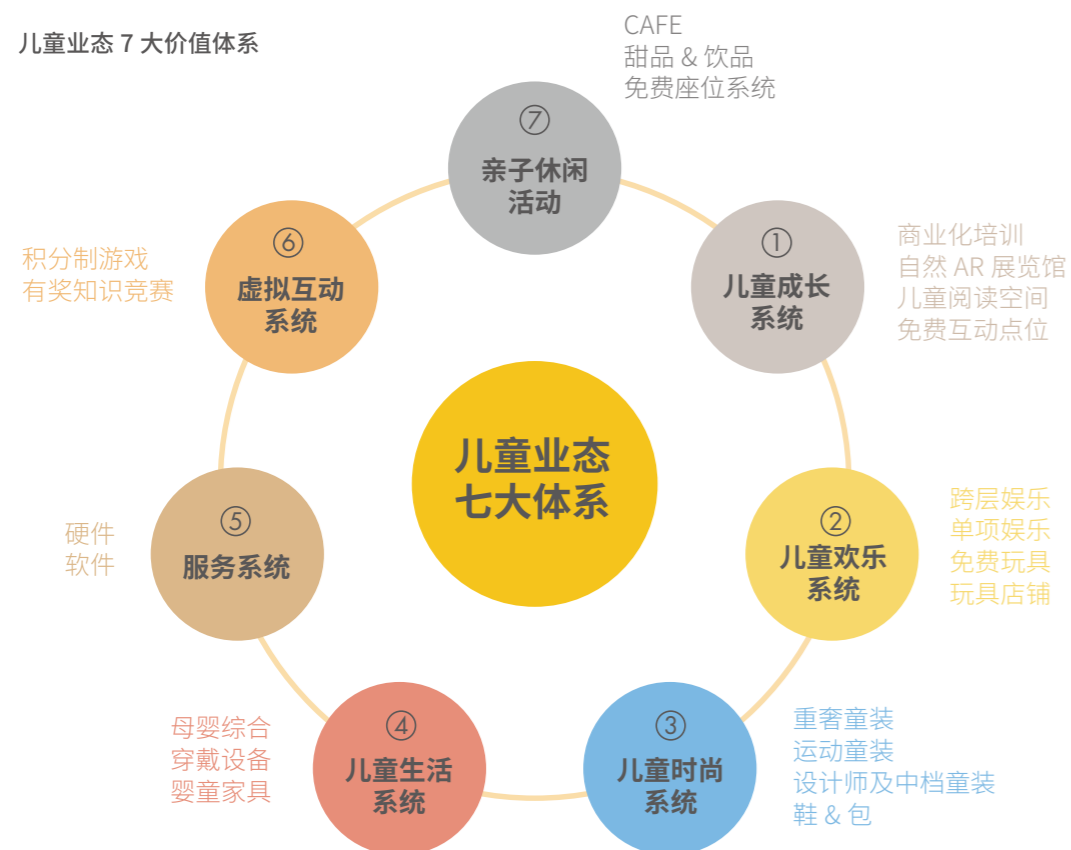 儿童业态 7 大价值体系
CAFE
甜品 & 饮品
免费座位系统
⑦
亲子休闲
活动
①
儿童成长
系统
商业化培训
自然 AR 展览馆
儿童阅读空间
免费互动点位
②
儿童欢乐
系统
跨层娱乐
单项娱乐
免费玩具
玩具店铺
③
儿童时尚
系统
重奢童装
运动童装
设计师及中档童装
鞋 & 包
④
儿童生活
系统
母婴综合
穿戴设备
婴童家具
⑤
服务系统
硬件
软件
⑥
虚拟互动
系统
积分制游戏
有奖知识竞赛
儿童业态
七大体系